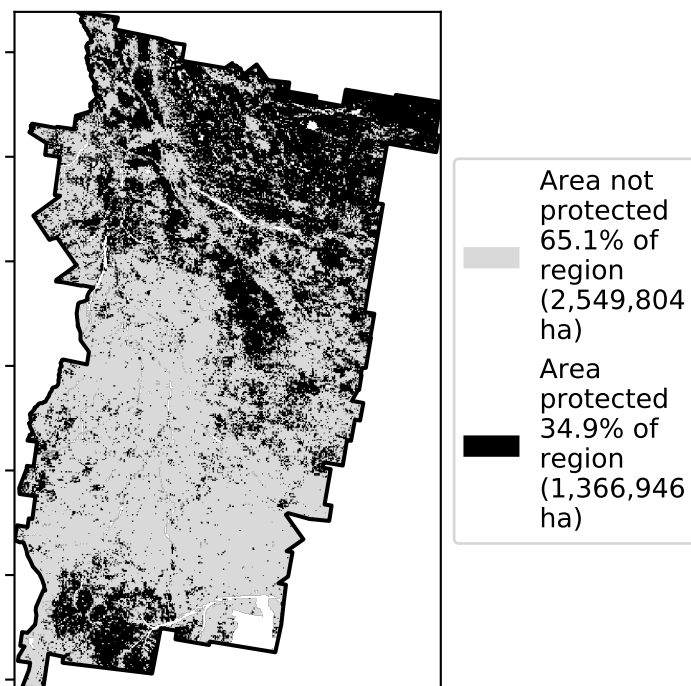 Area not
protected
65.1% of
region
(2,549,804
ha)
Area
protected
34.9% of
region
(1,366,946
ha)